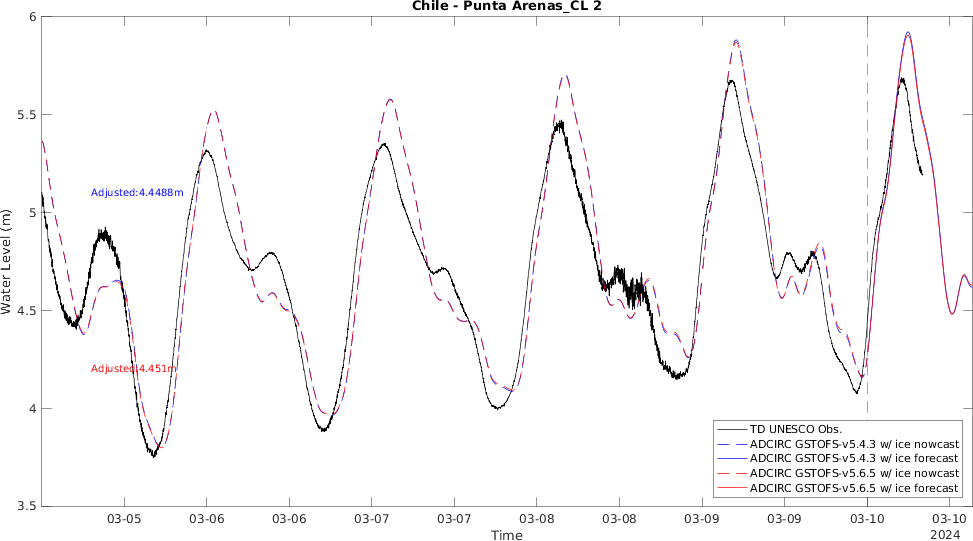 Chile - Punta Arenas_CL 2
6
5.5
5
4.5
4
3.5
Water Level (m)
Adjusted:4.4488m
Adjusted:4.451m
TD UNESCO Obs.
ADCIRC GSTOFS-v5.4.3 w/ ice nowcast
ADCIRC GSTOFS-v5.4.3 w/ ice forecast
ADCIRC GSTOFS-v5.6.5 w/ ice nowcast
ADCIRC GSTOFS-v5.6.5 w/ ice forecast
03-05 03-06 03-06 03-07 03-07 03-08 03-08 03-09 03-09 03-10 03-10
2024
Time